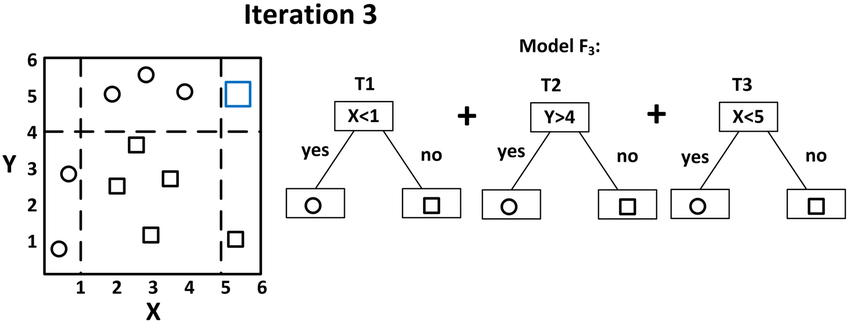 Iteration 3
Model F3:
6
5
4
3
2
1
Y
1 2 3 4 5 6
X
T1
X<1
yes no
+
T2
Y>4
yes no
+
T3
X<5
yes no